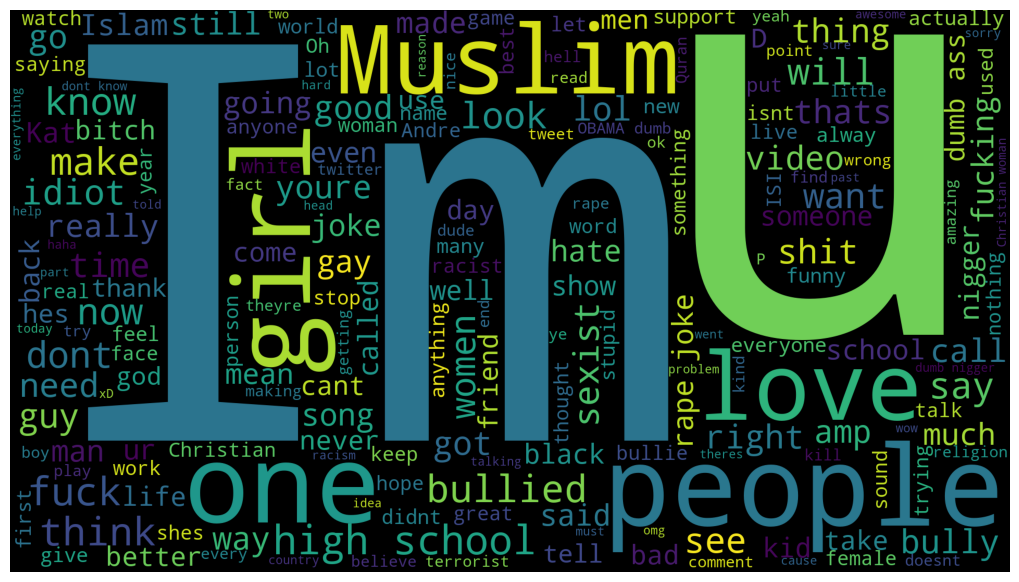 watch
Islam
still
two
world
made
game
let
men
support
yeah
awesome
actually
sorry
go
saying
Oh
lot
Muslim
reason
nice
best
hell
read
Quran
D
thing
point
sure
used
ass
dont know
hard
know
going
good
use
name
look
lol
new
put
will
little
isnt
thats
dumb
fucking
everything
Kat
bitch
anyone
woman
Andre
tweet
OBAMA
dumb
ok
live
alway
make
year
white
even
twitter
video
wrong
idiot
fact
youre
something
ISI
find
past
want
amazing
Christian woman
help
told
head
really
girl
joke
day
rape
word
someone
haha
dude
back
time
come
many
hate
shit
part
gay
racist
P
funny
nigger
nothing
real
thank
stop
well
show
hes
now
theyre
I
Im
u
today
try
feel
person
called
getting
anything
friend
women
end
ye
sexist
stupid
rape joke
went
everyone
school
call
dont
face
god
mean
making
cant
problem
kind
dumb nigger
need
xD
love
say
guy
song
thought
talk
boy
man
ur
Christian
never
got
keep
black
bullie
right
amp
much
racism
talking
theres
wow
kill
religion
first
play
work
fuck
life
one
idea
hope
bullied
people
sound
trying
think
shes
didnt
great
said
omg
give
better
every
way
high school
country
believe
must
terrorist
tell
bad
see
comment
kid
cause
take
female
bully
doesnt